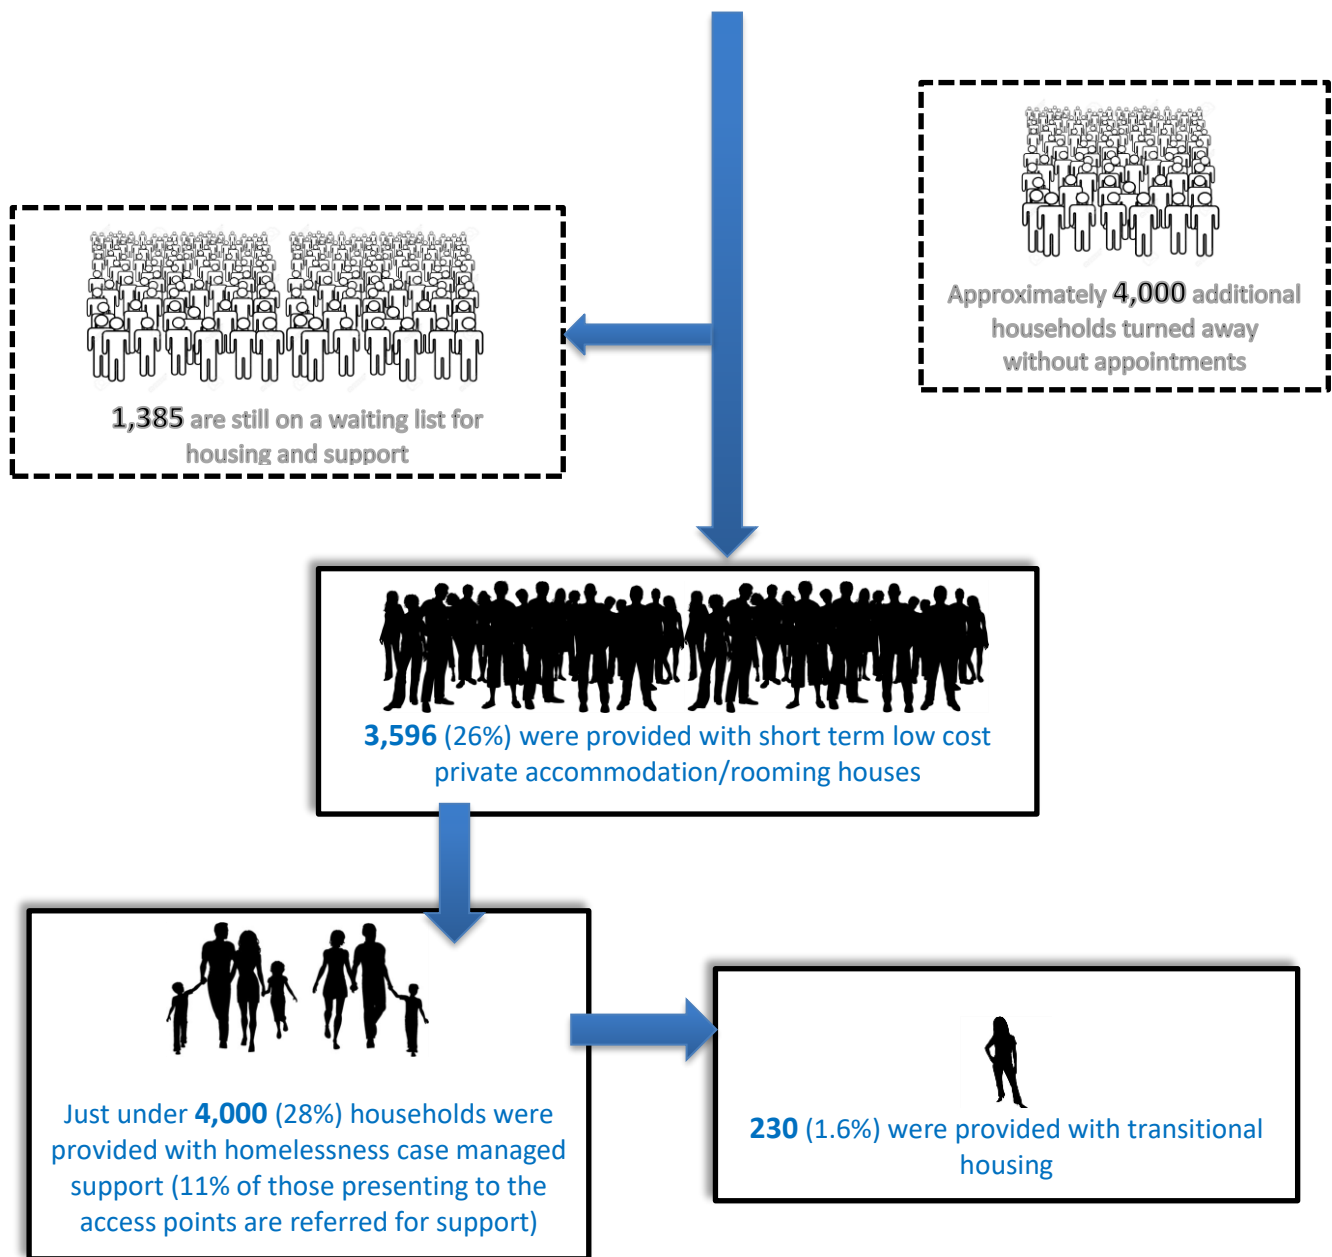 Approximately 4,000 additional
households turned away
without appointments
1,385 are still on a waiting list for
housing and support
3,596 (26%) were provided with short term low cost
private accommodation/rooming houses
Just under 4,000 (28%) households were
provided with homelessness case managed
support (11% of those presenting to the
access points are referred for support)
230 (1.6%) were provided with transitional
housing